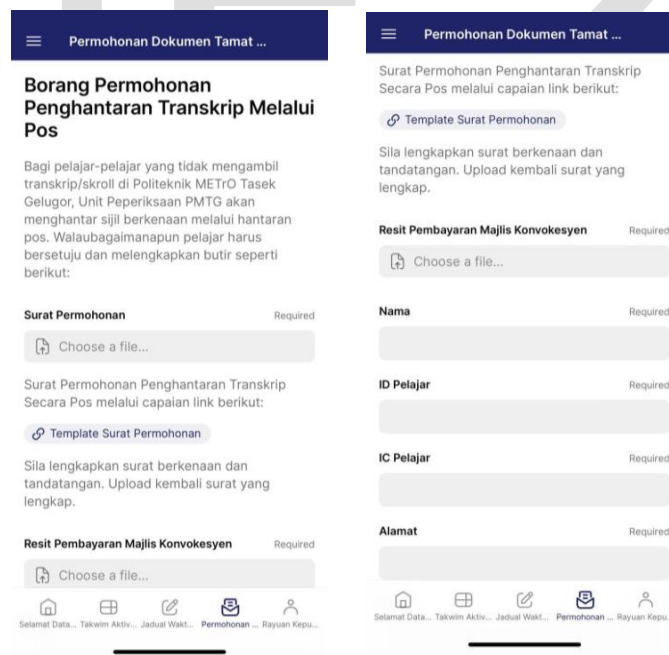 Permohonan Dokumen Tamat ...
Borang Permohonan
Penghantaran Transkrip Melalui
Pos
Bagi pelajar-pelajar yang tidak mengambil
transkrip/skroll di Politeknik METrO Tasek
Gelugor, Unit Peperiksaan PMTG akan
menghantar sijil berkenaan melalui hantaran
pos. Walaubagaimanapun pelajar harus
bersetuju dan melengkapkan butir seperti
berikut:
Surat Permohonan Required
Choose a file...
Surat Permohonan Penghantaran Transkrip
Secara Pos melalui capaian link berikut:
Template Surat Permohonan
Sila lengkapkan surat berkenaan dan
tandatangan. Upload kembali surat yang
lengkap.
Resit Pembayaran Majlis Konvokesyen Required
Choose a file...
Selamat Data... Takwim Aktiv... Jadual Wakt... Permohonan ... Rayuan Kepu...
Permohonan Dokumen Tamat ...
Surat Permohonan Penghantaran Transkrip
Secara Pos melalui capaian link berikut:
Template Surat Permohonan
Sila lengkapkan surat berkenaan dan
tandatangan. Upload kembali surat yang
lengkap.
Resit Pembayaran Majlis Konvokesyen Required
Choose a file...
Nama Required
ID Pelajar Required
IC Pelajar Required
Alamat Required
Selamat Data... Takwim Aktiv... Jadual Wakt... Permohonan ... Rayuan Kepu...